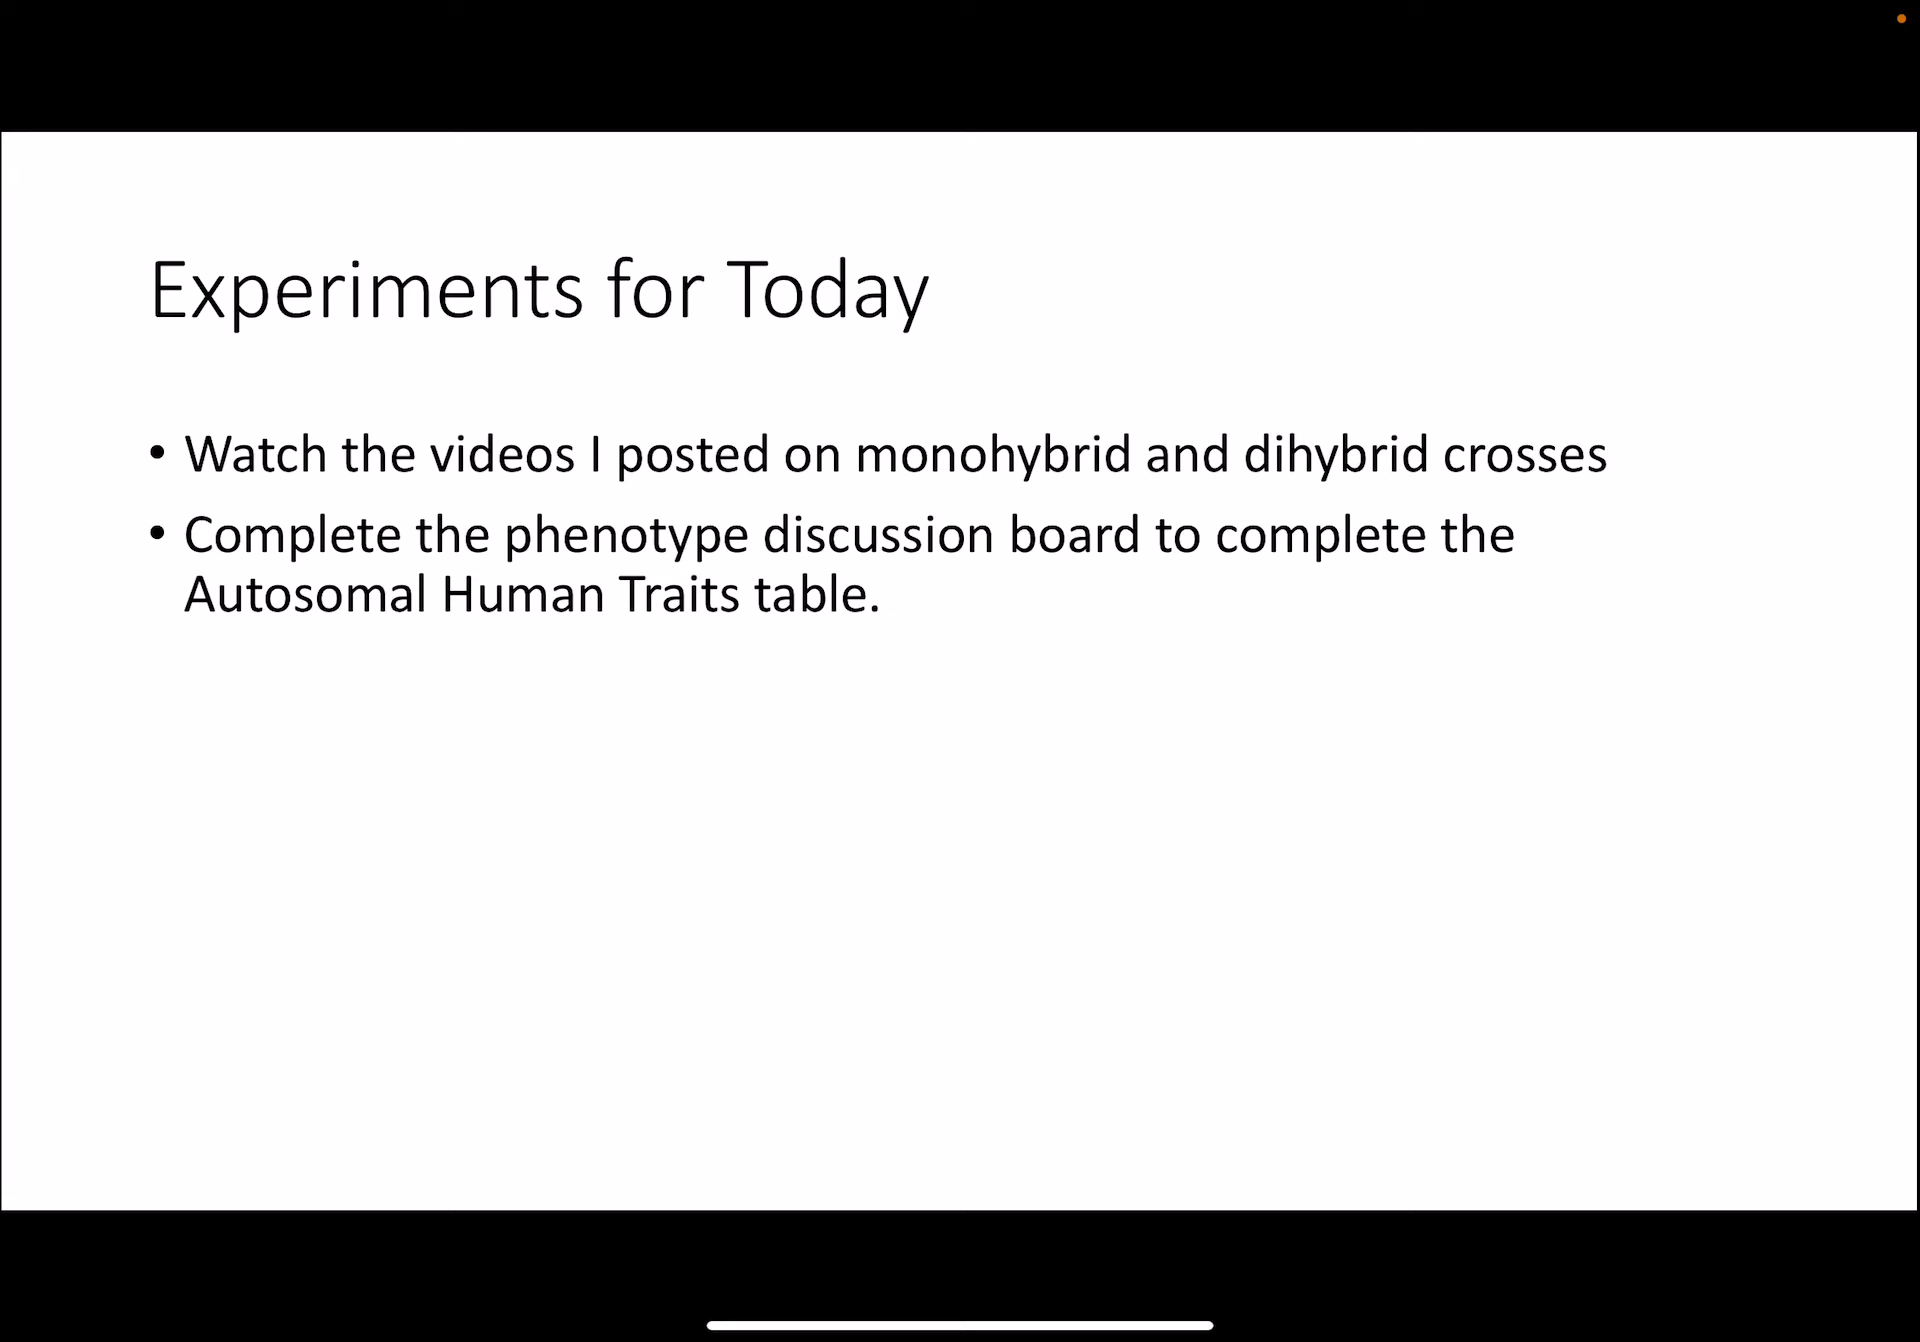 Experiments for Today
• Watch the videos I posted on monohybrid and dihybrid crosses
• Complete the phenotype discussion board to complete the
Autosomal Human Traits table.